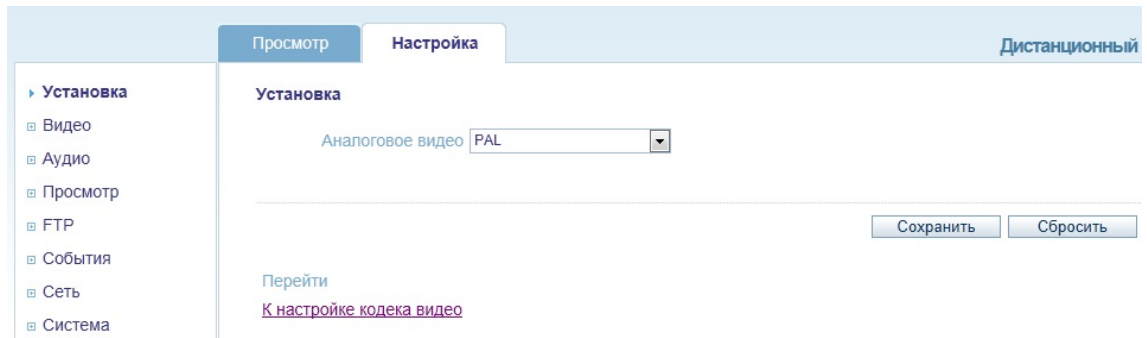 Просмотр
Настройка
Дистанционный
Установка
Видео
Аудио
Просмотр
FTP
События
Сеть
Система
Установка
Аналоговое видео PAL
Сохранить
Сбросить
Перейти
К настройке кодека видео